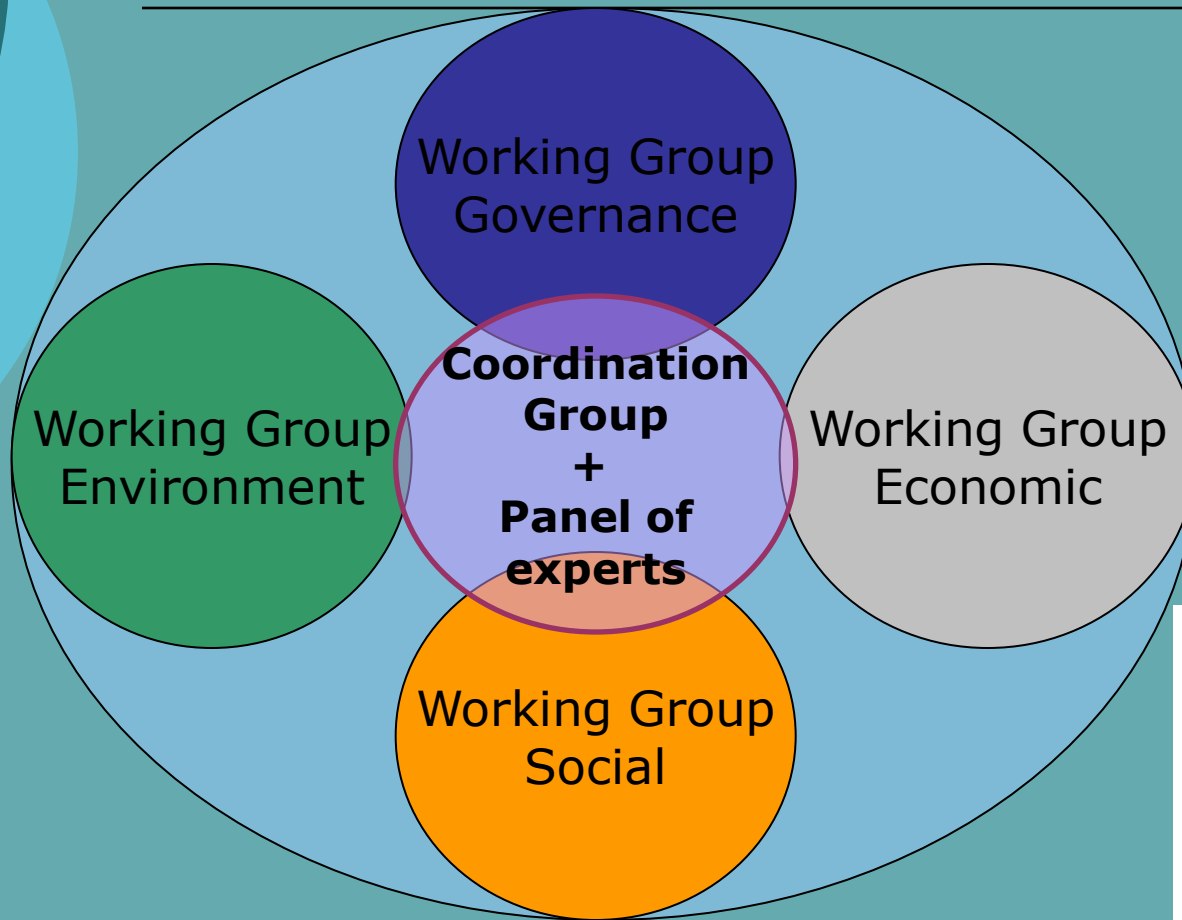 Working Group
Governance
Working Group
Environment
Coordination
Group
+
Panel of
experts
Working Group
Economic
Working Group
Social